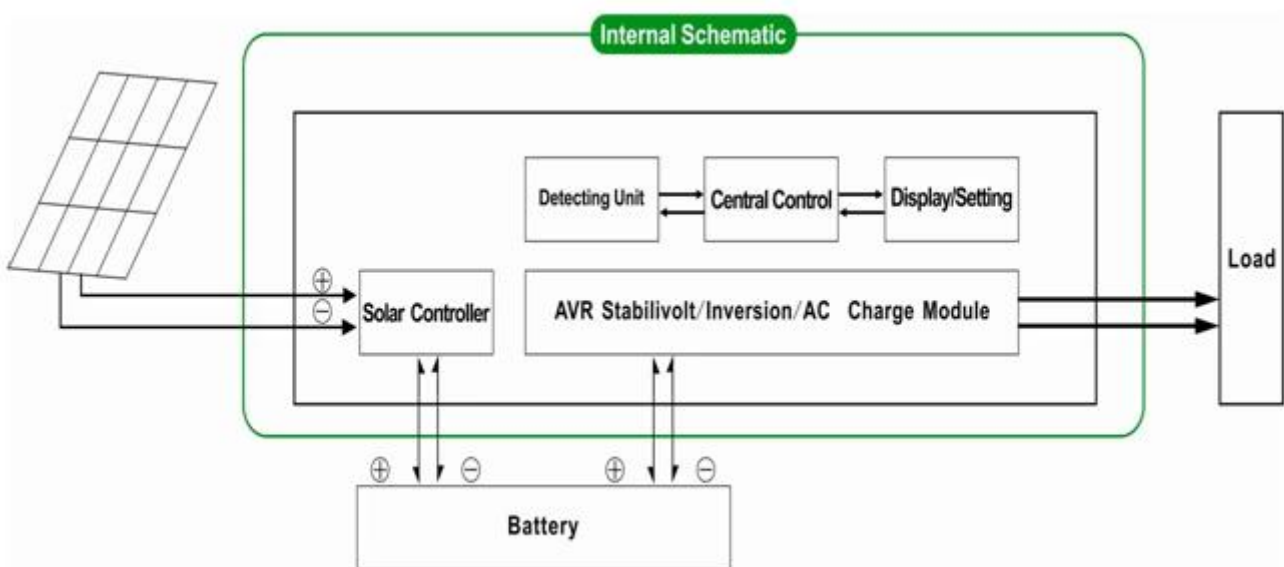 Internal Schematic
Detecting Unit
Central Control
Display/Setting
Load
⊕
⊖
Solar Controller
AVR Stabilivolt/Inversion/AC Charge Module
⊕ ⊖ ⊕ ⊖
Battery